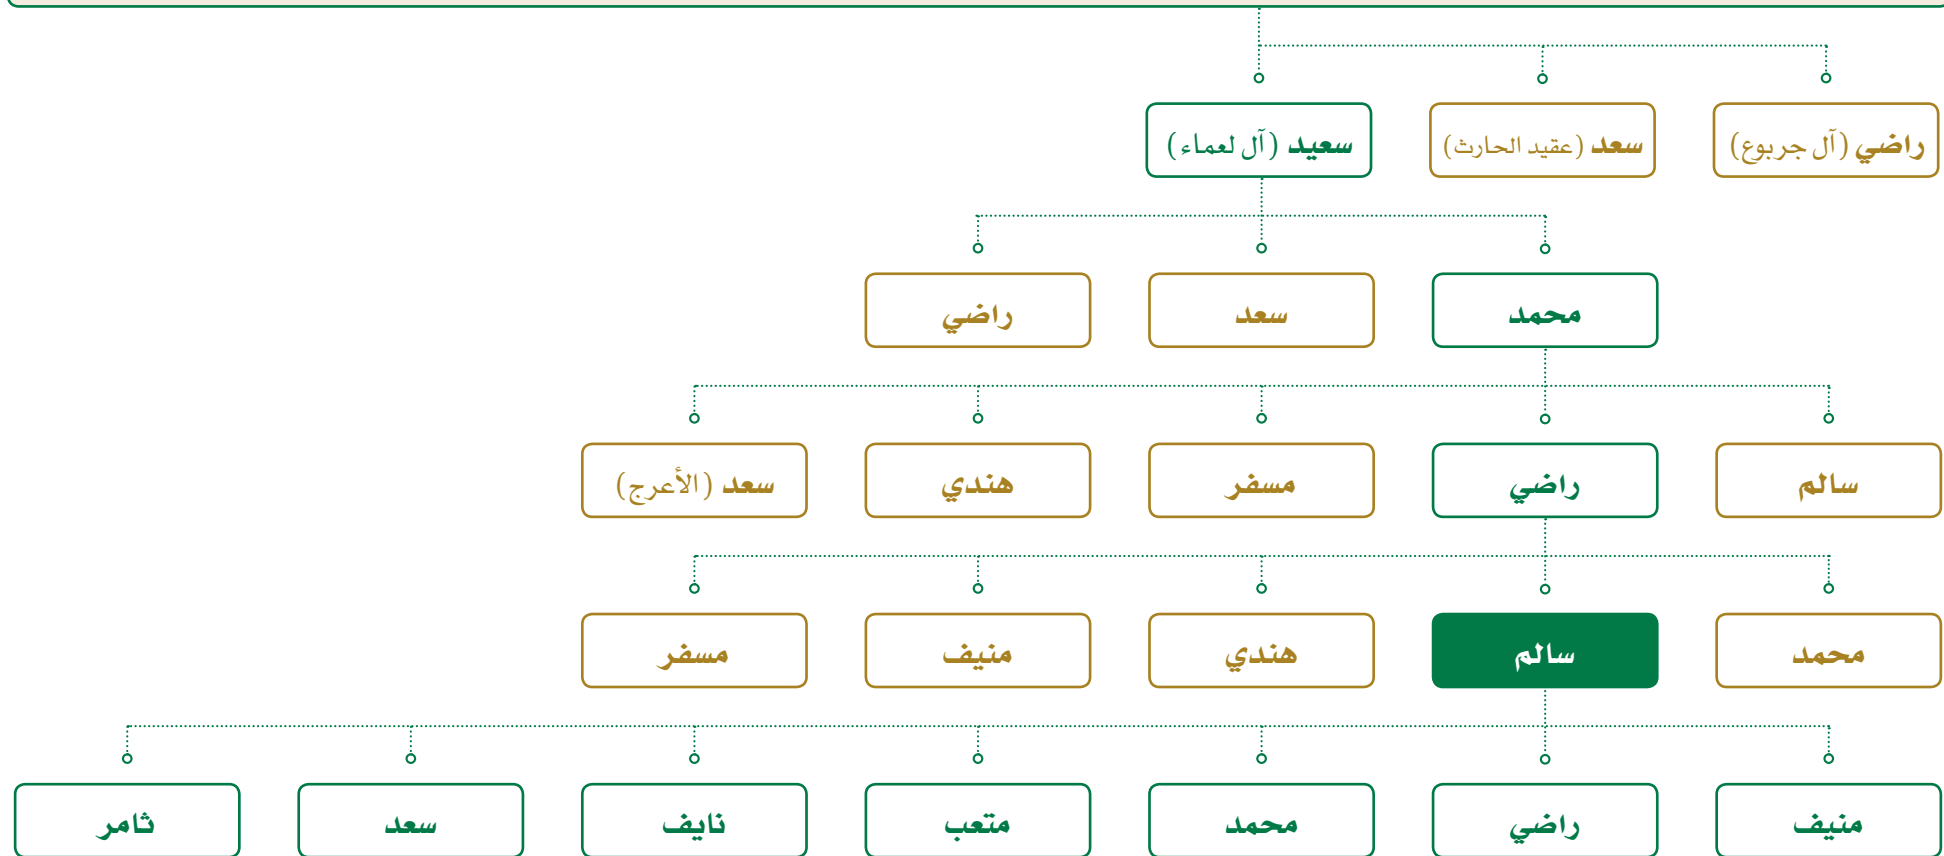 راضي (آل جربوع)
سعد (عقيد الحارث)
سعيد (آل لعماء)
محمد
سعد
راضي
سالم
راضي
مسفر
هندي
سعد (الأعرج)
محمد
سالم
هندي
منيف
مسفر
منيف
راضي
محمد
متعب
نايف
سعد
ثامر